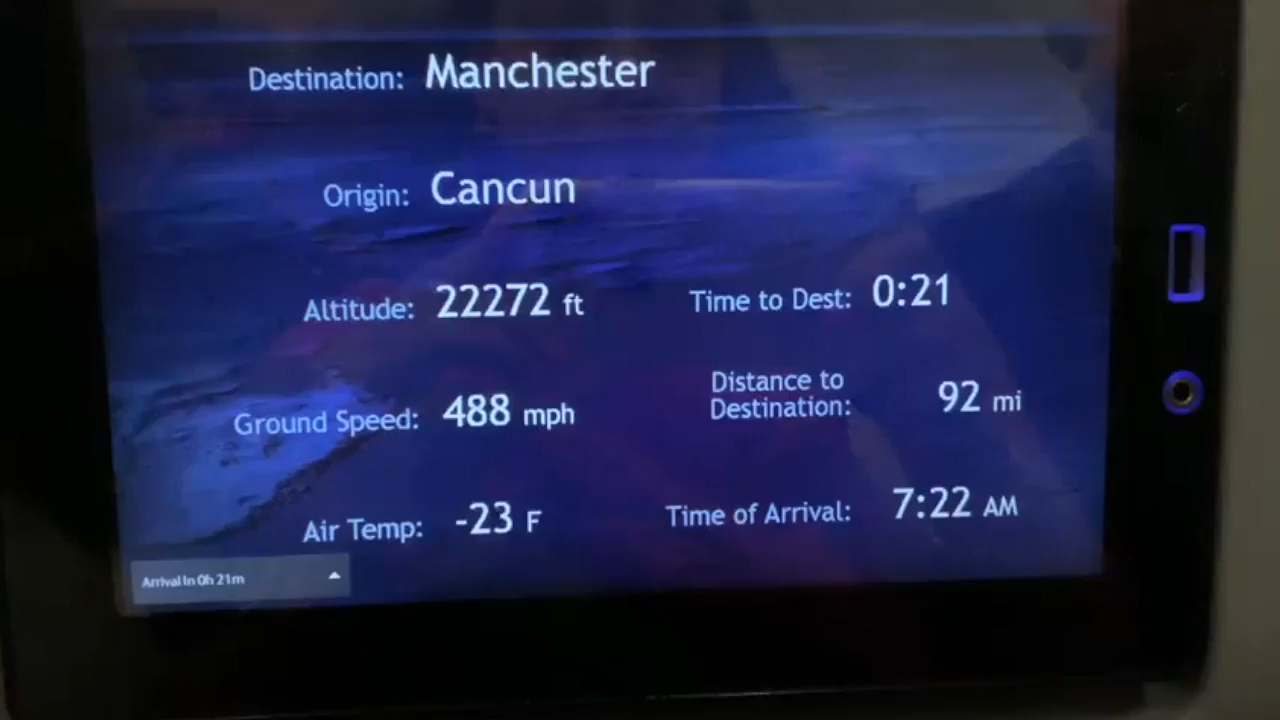 Destination: Manchester
Origin: Cancun
Altitude: 22272 ft
Time to Dest: 0:21
Ground Speed: 488 mph
Distance to
Destination: 92 mi
Air Temp: -23 F
Time of Arrival: 7:22 AM
Arrival In 0h 21m